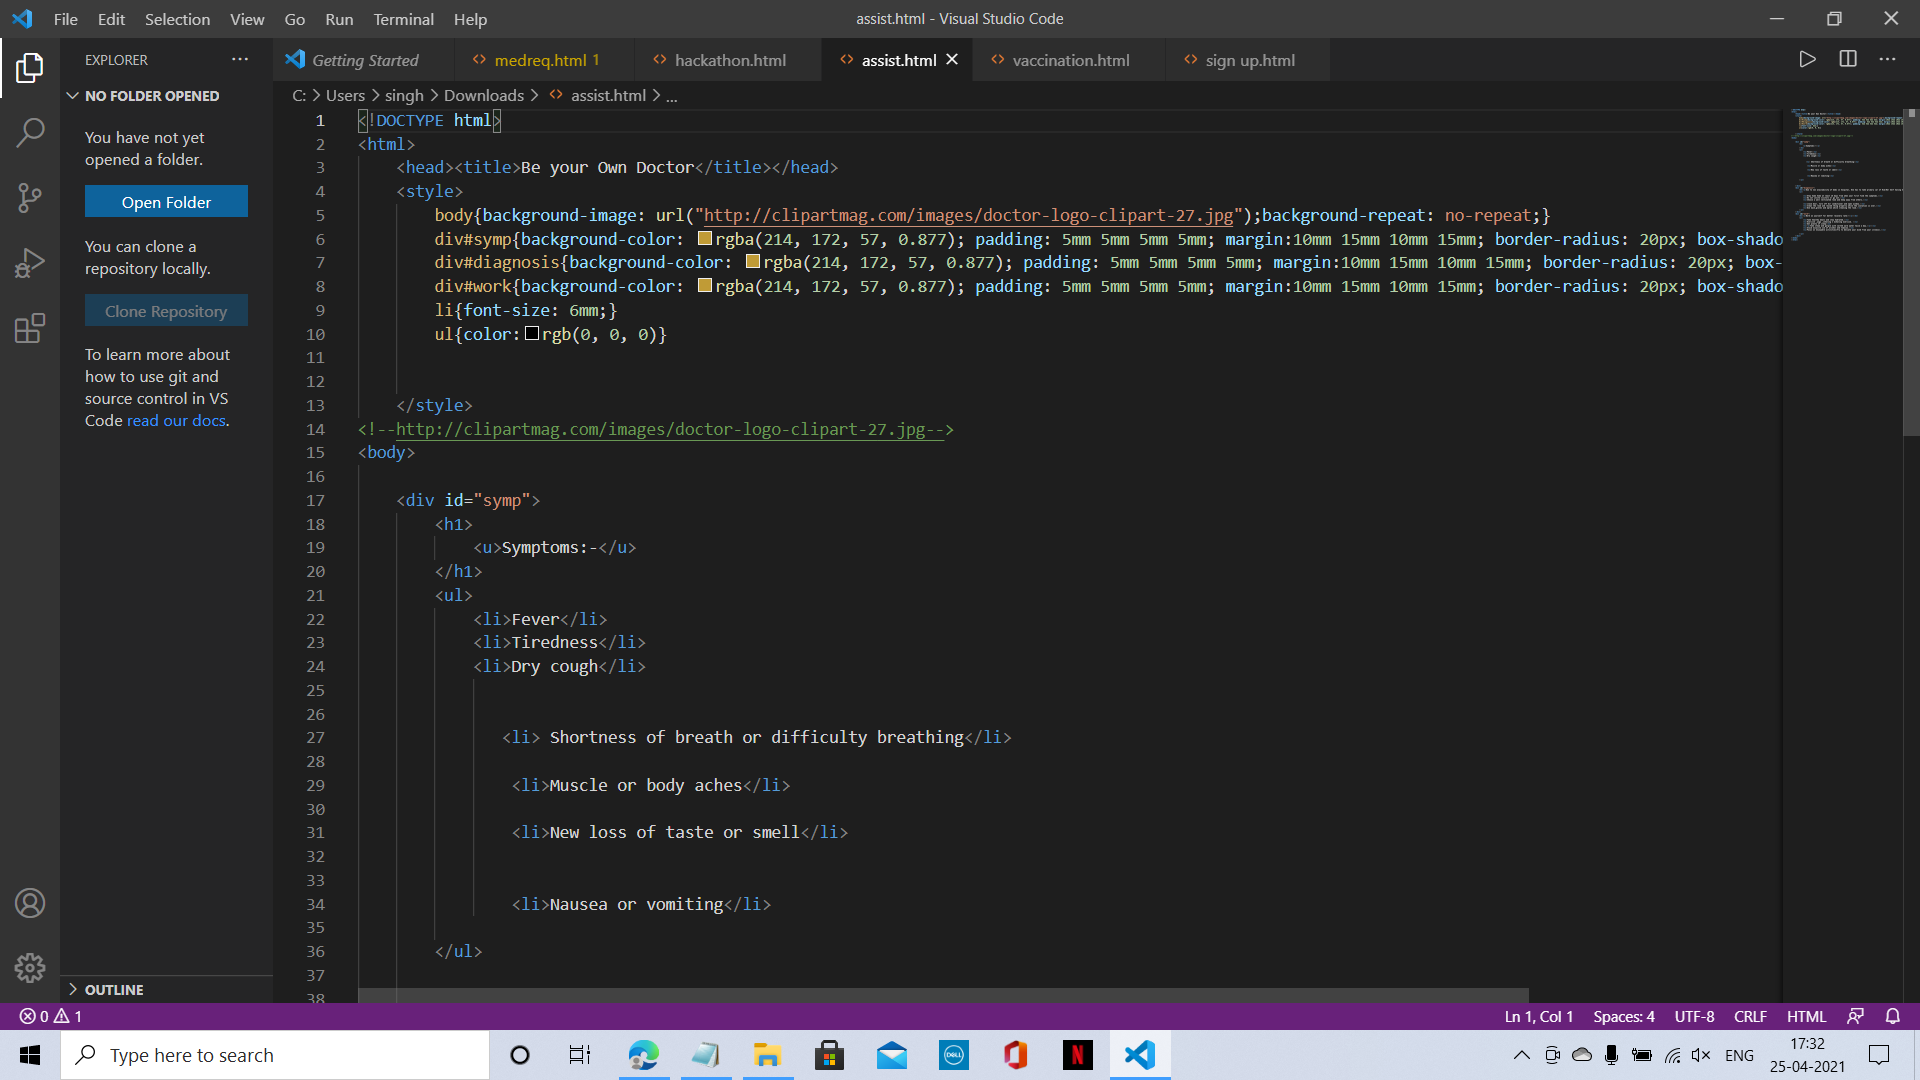 File Edit Selection View Go Run Terminal Help
assist.html - Visual Studio Code
EXPLORER
Getting Started
medreq.html 1
hackathon.html
assist.html
vaccination.html
sign up.html
NO FOLDER OPENED
C: > Users > singh > Downloads > assist.html > ...
You have not yet
opened a folder.
Open Folder
You can clone a
repository locally.
Clone Repository
To learn more about
how to use git and
source control in VS
Code read our docs.
OUTLINE
1 <!DOCTYPE html>
2 <html>
3 <head><title>Be your Own Doctor</title></head>
4 <style>
5 body{background-image: url("http://clipartmag.com/images/doctor-logo-clipart-27.jpg");background-repeat: no-repeat;}
6 div#symp{background-color: rgba(214, 172, 57, 0.877); padding: 5mm 5mm 5mm 5mm; margin:10mm 15mm 10mm 15mm; border-radius: 20px; box-shado
7 div#diagnosis{background-color: rgba(214, 172, 57, 0.877); padding: 5mm 5mm 5mm 5mm; margin:10mm 15mm 10mm 15mm; border-radius: 20px; box-
8 div#work{background-color: rgba(214, 172, 57, 0.877); padding: 5mm 5mm 5mm 5mm; margin:10mm 15mm 10mm 15mm; border-radius: 20px; box-shado
9 li{font-size: 6mm;}
10 ul{color: rgb(0, 0, 0)}
11
12
13 </style>
14 <!--http://clipartmag.com/images/doctor-logo-clipart-27.jpg-->
15 <body>
16
17 <div id="symp">
18 <h1>
19 <u>Symptoms:-</u>
20 </h1>
21 <ul>
22 <li>Fever</li>
23 <li>Tiredness</li>
24 <li>Dry cough</li>
25
26
27 <li> Shortness of breath or difficulty breathing</li>
28
29 <li>Muscle or body aches</li>
30
31 <li>New loss of taste or smell</li>
32
33
34 <li>Nausea or vomiting</li>
35
36 </ul>
37
38
0 1
Ln 1, Col 1 Spaces: 4 UTF-8 CRLF HTML
Type here to search
DELL
N
ENG
17:32
25-04-2021